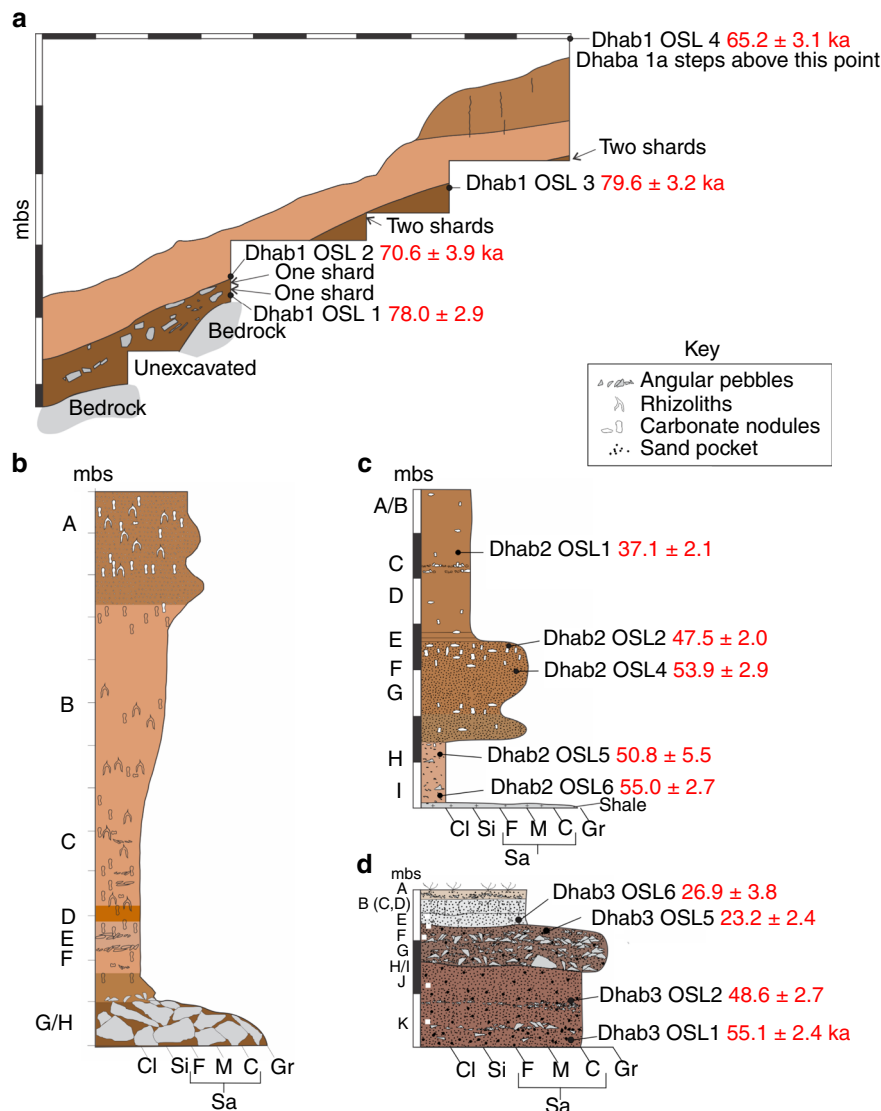 a
Dhab1 OSL 4 65.2 ± 3.1 ka
Dhaba 1a steps above this point
Two shards
Dhab1 OSL 3 79.6 ± 3.2 ka
Two shards
Dhab1 OSL 2 70.6 ± 3.9 ka
One shard
One shard
Dhab1 OSL 1 78.0 ± 2.9
Bedrock
Unexcavated
Bedrock
mbs
Key
Angular pebbles
Rhizoliths
Carbonate nodules
Sand pocket
b
mbs
A
B
C
D
E
F
G/H
Cl Si F M C Gr
Sa
c
mbs
A/B
Dhab2 OSL1 37.1 ± 2.1
C
D
E
Dhab2 OSL2 47.5 ± 2.0
F
Dhab2 OSL4 53.9 ± 2.9
G
H
Dhab2 OSL5 50.8 ± 5.5
I
Dhab2 OSL6 55.0 ± 2.7
Shale
Cl Si F M C Gr
Sa
d
mbs
A
B (C,D)
Dhab3 OSL6 26.9 ± 3.8
E
Dhab3 OSL5 23.2 ± 2.4
F
G
H/I
J
Dhab3 OSL2 48.6 ± 2.7
K
Dhab3 OSL1 55.1 ± 2.4 ka
Cl Si F M C Gr
Sa